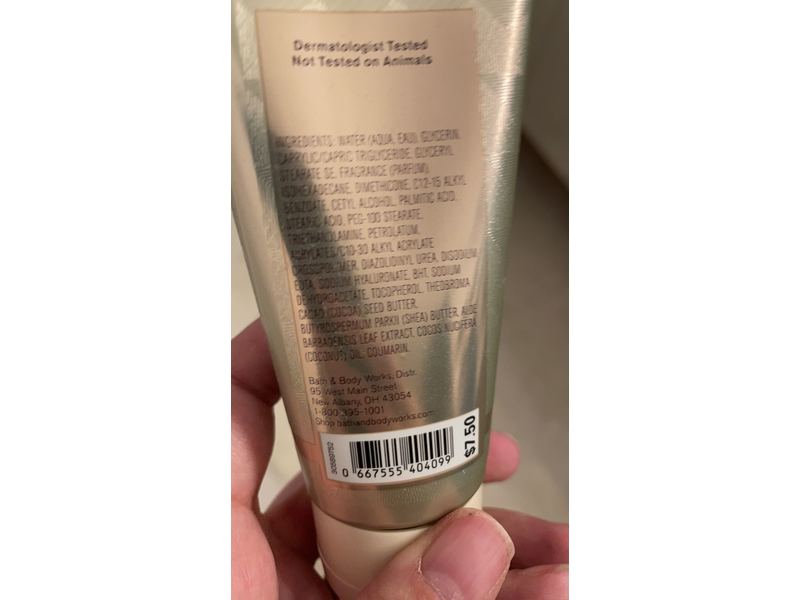 Dermatologist Tested
Not Tested on Animals
INGREDIENTS: WATER (AQUA, EAU), GLYCERIN,
CAPRYLIC/CAPRIC TRIGLYCERIDE, GLYCERYL
STEARATE SE, FRAGRANCE (PARFUM),
ISOHEXADECANE, DIMETHICONE, C12-15 ALKYL
BENZOATE, CETYL ALCOHOL, PALMITIC ACID,
STEARIC ACID, PEG-100 STEARATE,
TRIETHANOLAMINE, PETROLATUM,
ACRYLATES/C10-30 ALKYL ACRYLATE
CROSSPOLYMER, DIAZOLIDINYL UREA, DISODIUM
EDTA, SODIUM HYALURONATE, BHT, SODIUM
DEHYDROACETATE, TOCOPHEROL, THEOBROMA
CACAO (COCOA) SEED BUTTER,
BUTYROSPERMUM PARKII (SHEA) BUTTER, ALOE
BARBADENSIS LEAF EXTRACT, COCOS NUCIFERA
(COCONUT) OIL, COUMARIN.
Bath & Body Works, Distr.
95 West Main Street
New Albany, OH 43054
1-800-395-1001
Shop bathandbodyworks.com
30589752
0 667555 404099
$7.50